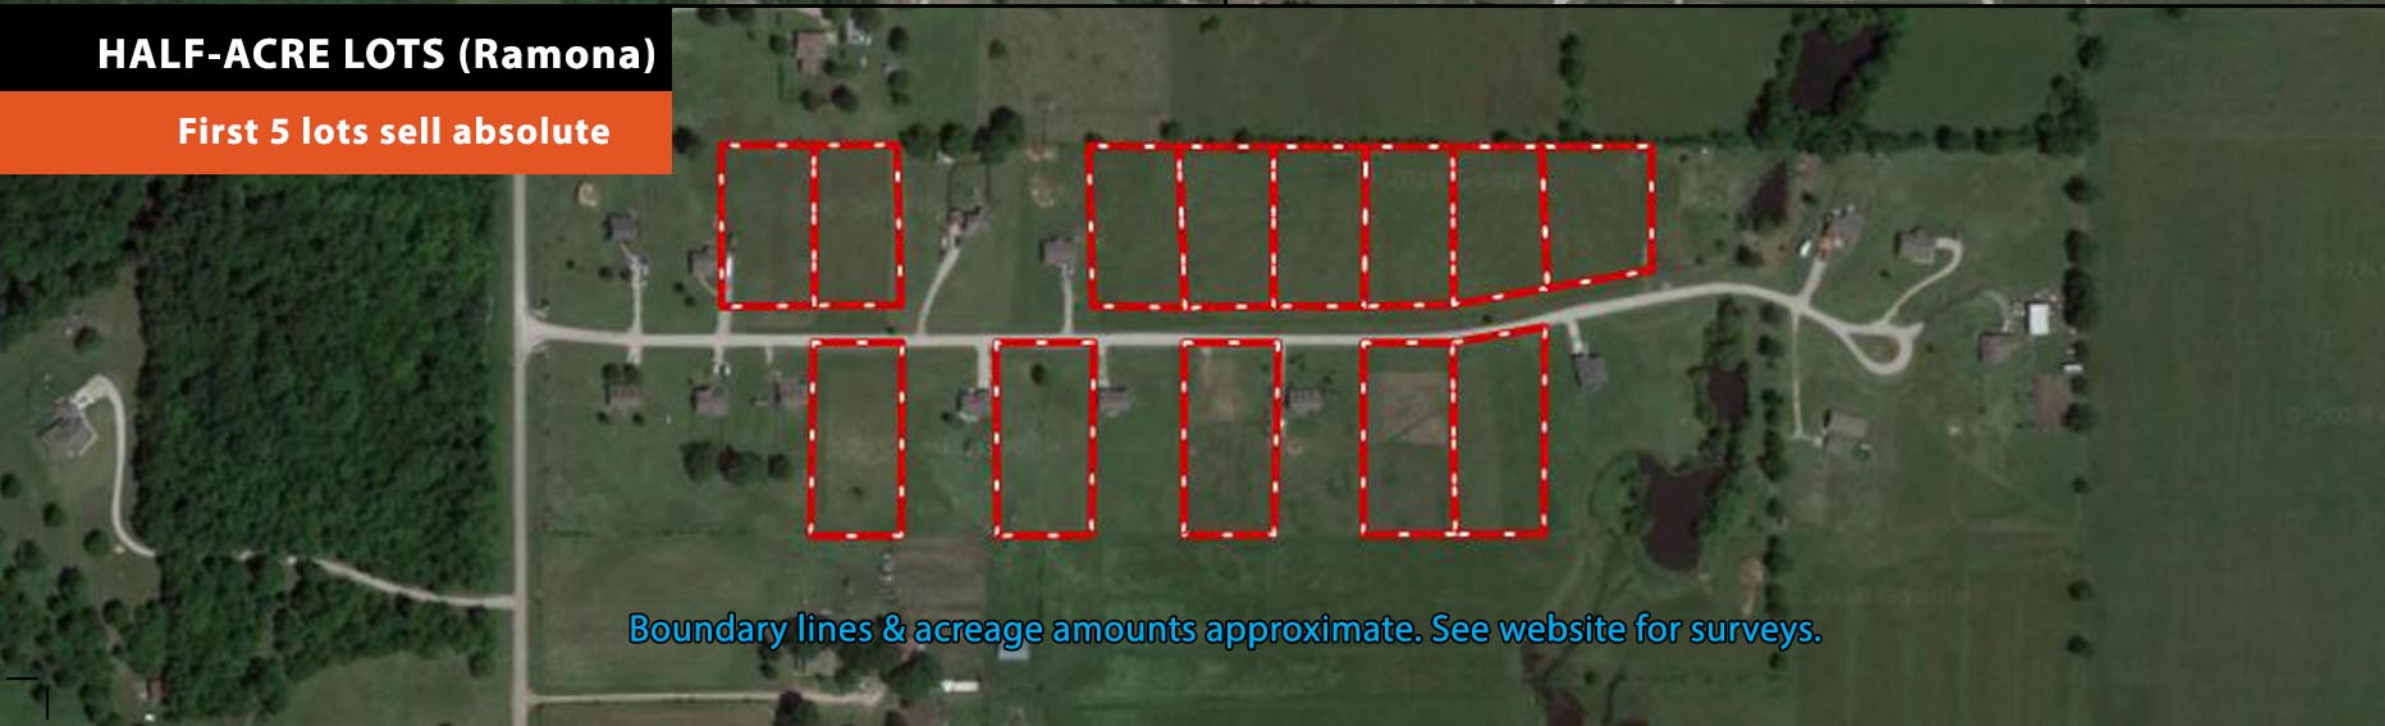 HALF-ACRE LOTS (Ramona)
First 5 lots sell absolute
Boundary lines & acreage amounts approximate. See website for surveys.